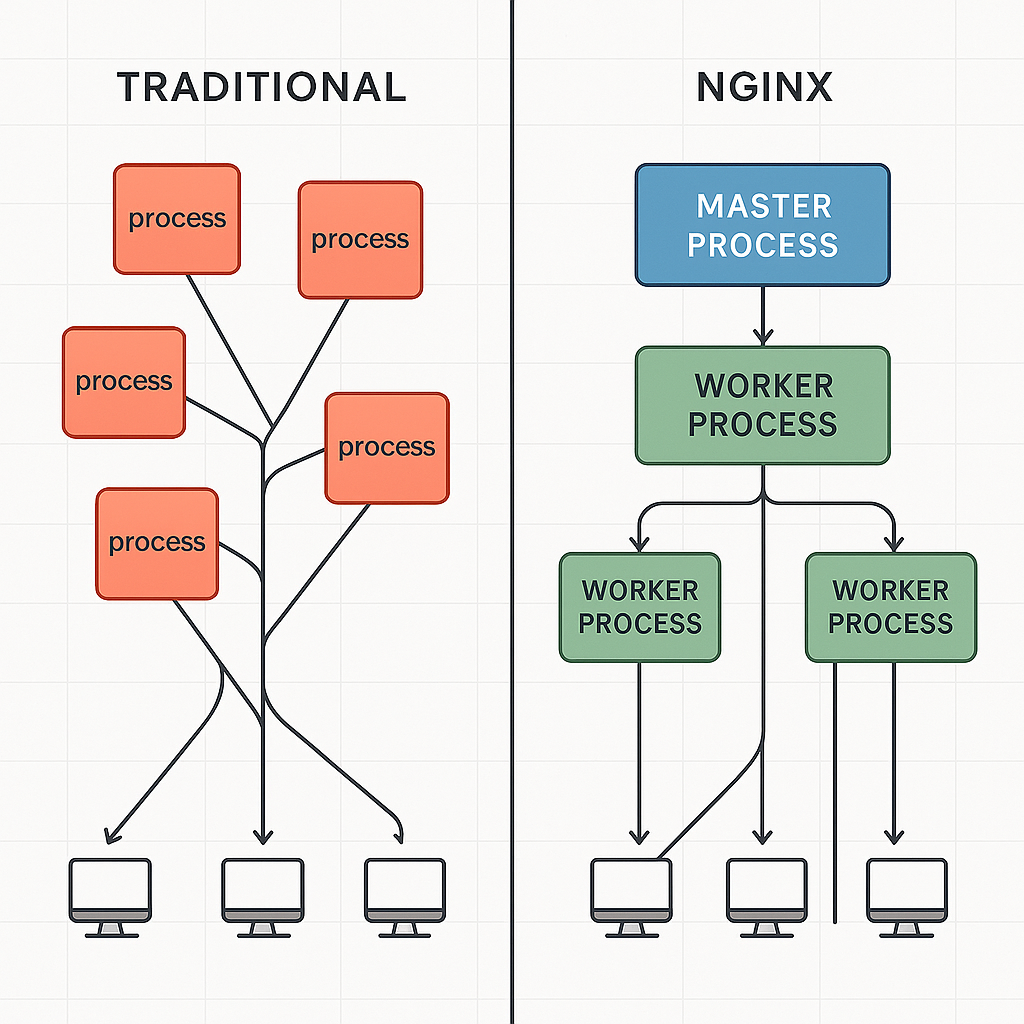 TRADITIONAL
process
process
process
process
process
NGINX
MASTER
PROCESS
WORKER
PROCESS
WORKER
PROCESS
WORKER
PROCESS